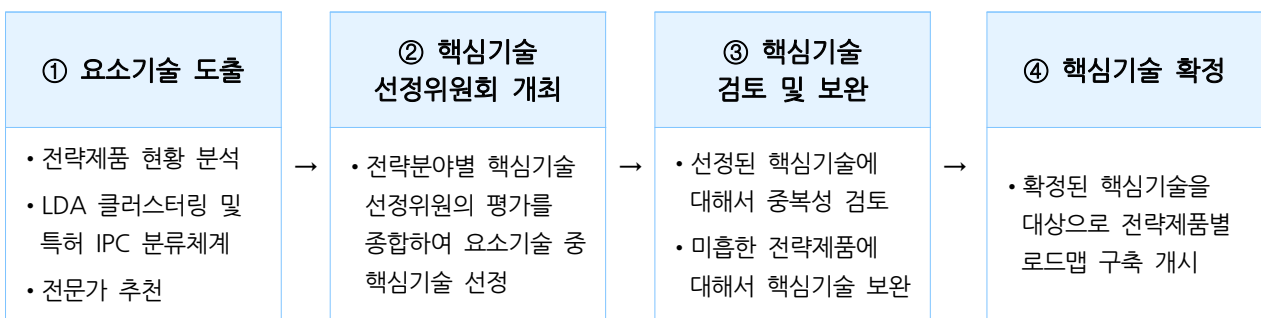 ① 요소기술 도출
• 전략제품 현황 분석
• LDA 클러스터링 및
특허 IPC 분류체계
• 전문가 추천
→
② 핵심기술
선정위원회 개최
• 전략분야별 핵심기술
선정위원의 평가를
종합하여 요소기술 중
핵심기술 선정
→
③ 핵심기술
검토 및 보완
• 선정된 핵심기술에
대해서 중복성 검토
• 미흡한 전략제품에
대해서 핵심기술 보완
→
④ 핵심기술 확정
• 확정된 핵심기술을
대상으로 전략제품별
로드맵 구축 개시